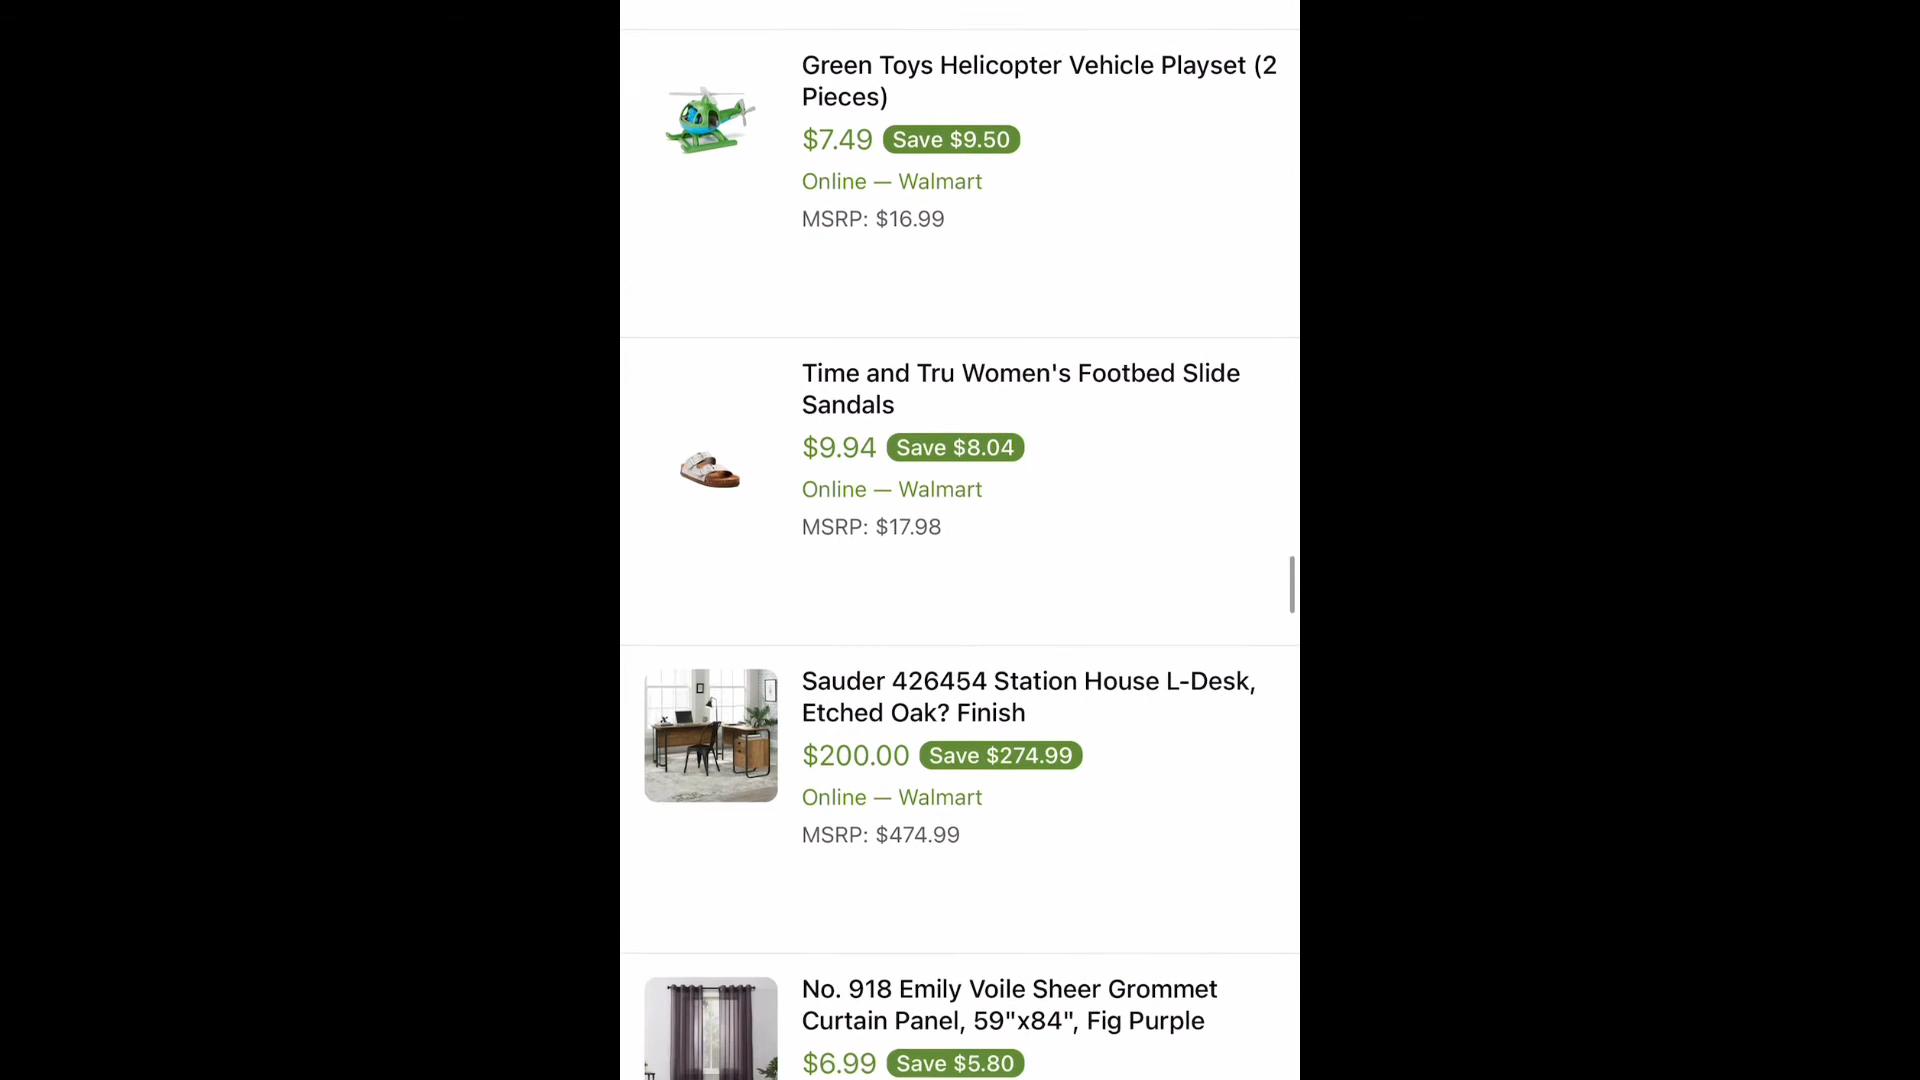 Green Toys Helicopter Vehicle Playset (2
Pieces)
$7.49 Save $9.50
Online — Walmart
MSRP: $16.99
Time and Tru Women's Footbed Slide
Sandals
$9.94 Save $8.04
Online — Walmart
MSRP: $17.98
Sauder 426454 Station House L-Desk,
Etched Oak? Finish
$200.00 Save $274.99
Online — Walmart
MSRP: $474.99
No. 918 Emily Voile Sheer Grommet
Curtain Panel, 59"x84", Fig Purple
$6.99 Save $5.80